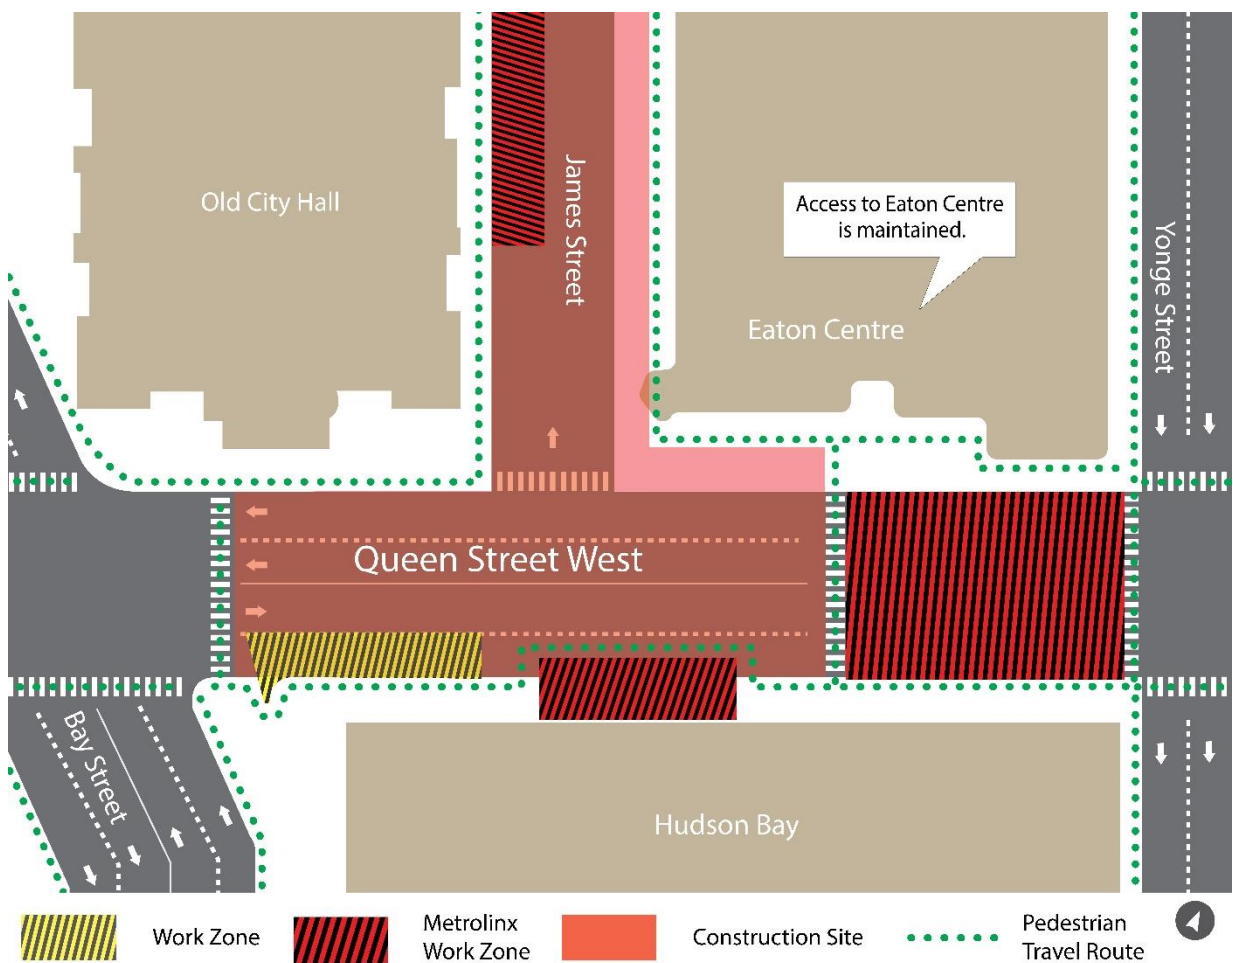 Old City Hall
James Street
Access to Eaton Centre
is maintained.
Yonge Street
Eaton Centre
Queen Street West
Bay Street
Hudson Bay
Work Zone
Metrolinx
Work Zone
Construction Site
Pedestrian
Travel Route